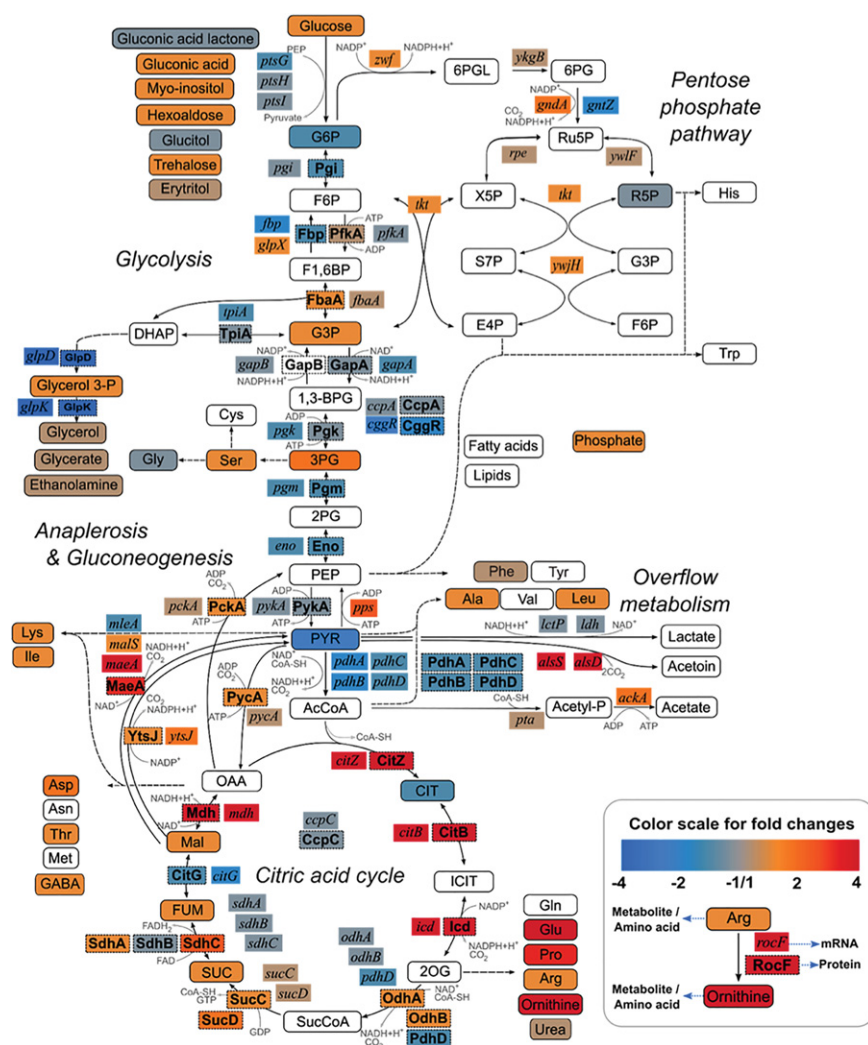 Gluconic acid lactone
Gluconic acid
Myo-inositol
Hexoaldose
Glucitol
Trehalose
Erytritol
Glucose
ptsG
ptsH
ptsI
PEP
Pyruvate
NADP+
NADPH+H+
zwf
6PGL
ykgB
6PG
NADP+
CO2
NADPH+H+
gndA
gntZ
Pentose
phosphate
pathway
G6P
Ru5P
rpe
ywlF
pgi
Pgi
F6P
tkt
X5P
tkt
R5P
His
fbp
glpX
Fbp
PfkA
ATP
ADP
pfkA
Glycolysis
F1,6BP
S7P
ywjH
G3P
FbaA
fbaA
tpiA
TpiA
DHAP
G3P
E4P
F6P
Trp
glpD
GlpD
Glycerol 3-P
glpK
GlpK
Glycerol
Glycerate
Ethanolamine
NADP+
gapB
GapB
NADPH+H+
NAD+
GapA
gapA
NADH+H+
1,3-BPG
ccpA
CcpA
cggR
CggR
Cys
Gly
Ser
ADP
pgk
Pgk
ATP
3PG
Fatty acids
Lipids
Phosphate
pgm
Pgm
2PG
Anaplerosis
& Gluconeogenesis
eno
Eno
PEP
Phe
Tyr
Ala
Val
Leu
Overflow
metabolism
ADP
CO2
pckA
PckA
ATP
ADP
pykA
PykA
ATP
ADP
pps
ATP
Lys
Ile
mleA
malS
maeA
MaeA
NADH+H+
CO2
NAD+
PYR
NADH+H+
lctP
ldh
NAD+
Lactate
alsS
alsD
2CO2
Acetoin
NAD+
CoA-SH
NADH+H+
CO2
pdhA
pdhC
pdhB
pdhD
PdhA
PdhC
PdhB
PdhD
ADP
CO2
PycA
ATP
pycA
CO2
NADPH+H+
YtsJ
ytsJ
NADP+
AcCoA
CoA-SH
pta
Acetyl-P
ackA
ADP
ATP
Acetate
CoA-SH
citZ
CitZ
OAA
CIT
Asp
Asn
Thr
Met
GABA
NADH+H+
Mdh
mdh
NAD+
Mal
ccpC
CcpC
citB
CitB
CitG
citG
Citric acid cycle
ICIT
FUM
sdhA
sdhB
sdhC
FADH2
SdhA
SdhB
SdhC
FAD
odhA
odhB
pdhD
icd
Icd
NADP+
NADPH+H+
CO2
2OG
Gln
Glu
Pro
Arg
Ornithine
Urea
SUC
sucC
sucD
CoA-SH
GTP
SucC
SucD
GDP
SucCoA
OdhA
OdhB
PdhD
NAD+
CoA-SH
NADH+H+
CO2
Color scale for fold changes
-4
-2
-1/1
2
4
Metabolite /
Amino acid
Arg
rocF
mRNA
RocF
Protein
Metabolite /
Amino acid
Ornithine